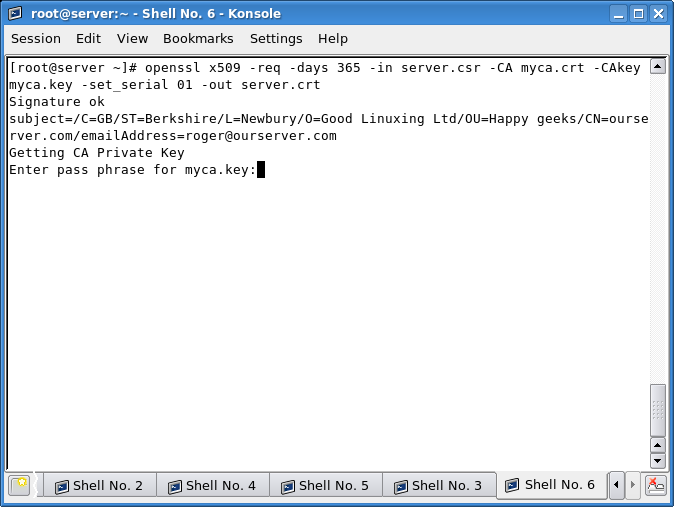 root@server:~ - Shell No. 6 - Konsole
Session Edit View Bookmarks Settings Help
[root@server ~]# openssl x509 -req -days 365 -in server.csr -CA myca.crt -CAkey
myca.key -set_serial 01 -out server.crt
Signature ok
subject=/C=GB/ST=Berkshire/L=Newbury/O=Good Linuxing Ltd/OU=Happy geeks/CN=ourse
rver.com/emailAddress=roger@ourserver.com
Getting CA Private Key
Enter pass phrase for myca.key:
Shell No. 2 Shell No. 4 Shell No. 5 Shell No. 3 Shell No. 6